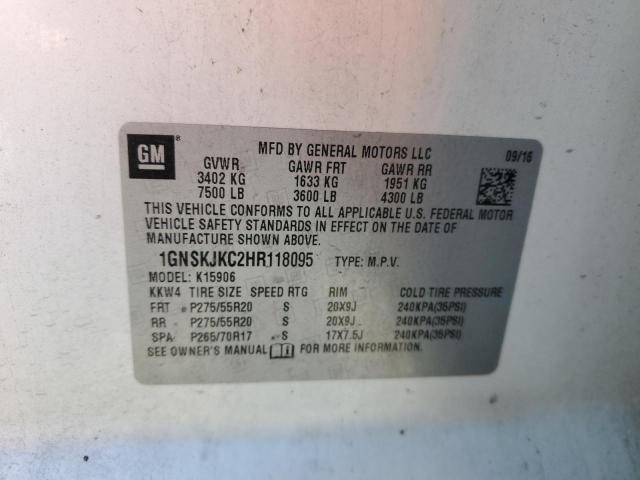 GM
MFD BY GENERAL MOTORS LLC 09/16
GVWR GAWR FRT GAWR RR
3402 KG 1633 KG 1951 KG
7500 LB 3600 LB 4300 LB
THIS VEHICLE CONFORMS TO ALL APPLICABLE U.S. FEDERAL MOTOR
VEHICLE SAFETY STANDARDS IN EFFECT ON THE DATE OF
MANUFACTURE SHOWN ABOVE.
1GNSKJKC2HR118095 TYPE: M.P.V.
MODEL: K15906
KKW4 TIRE SIZE SPEED RTG RIM COLD TIRE PRESSURE
FRT P275/55R20 S 20X9J 240KPA(35PSI)
RR P275/55R20 S 20X9J 240KPA(35PSI)
SPA P265/70R17 S 17X7.5J 240KPA(35PSI)
SEE OWNER'S MANUAL FOR MORE INFORMATION.